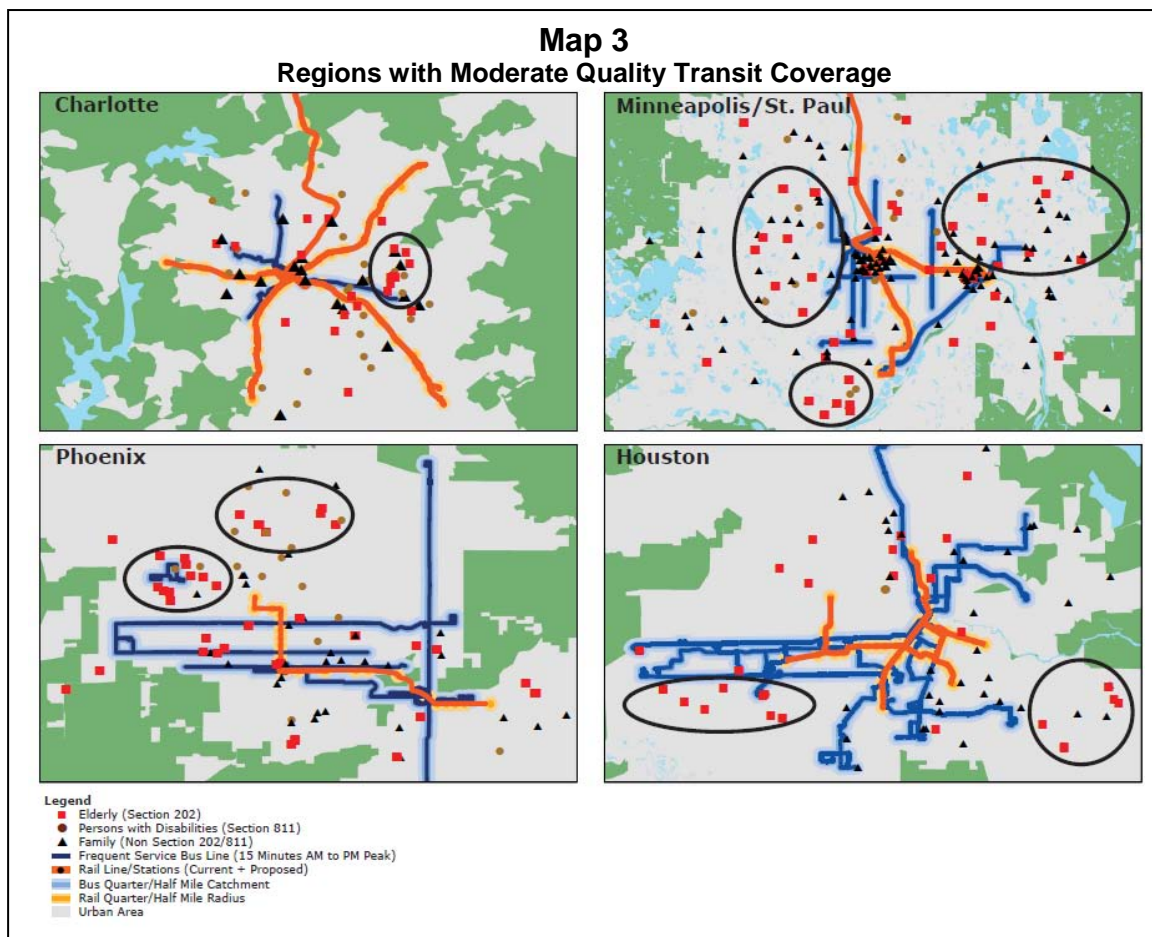 Map 3
Regions with Moderate Quality Transit Coverage
Charlotte
Minneapolis/St. Paul
Phoenix
Houston
Legend
Elderly (Section 202)
Persons with Disabilities (Section 811)
Family (Non Section 202/811)
Frequent Service Bus Line (15 Minutes AM to PM Peak)
Rail Line/Stations (Current + Proposed)
Bus Quarter/Half Mile Catchment
Rail Quarter/Half Mile Radius
Urban Area